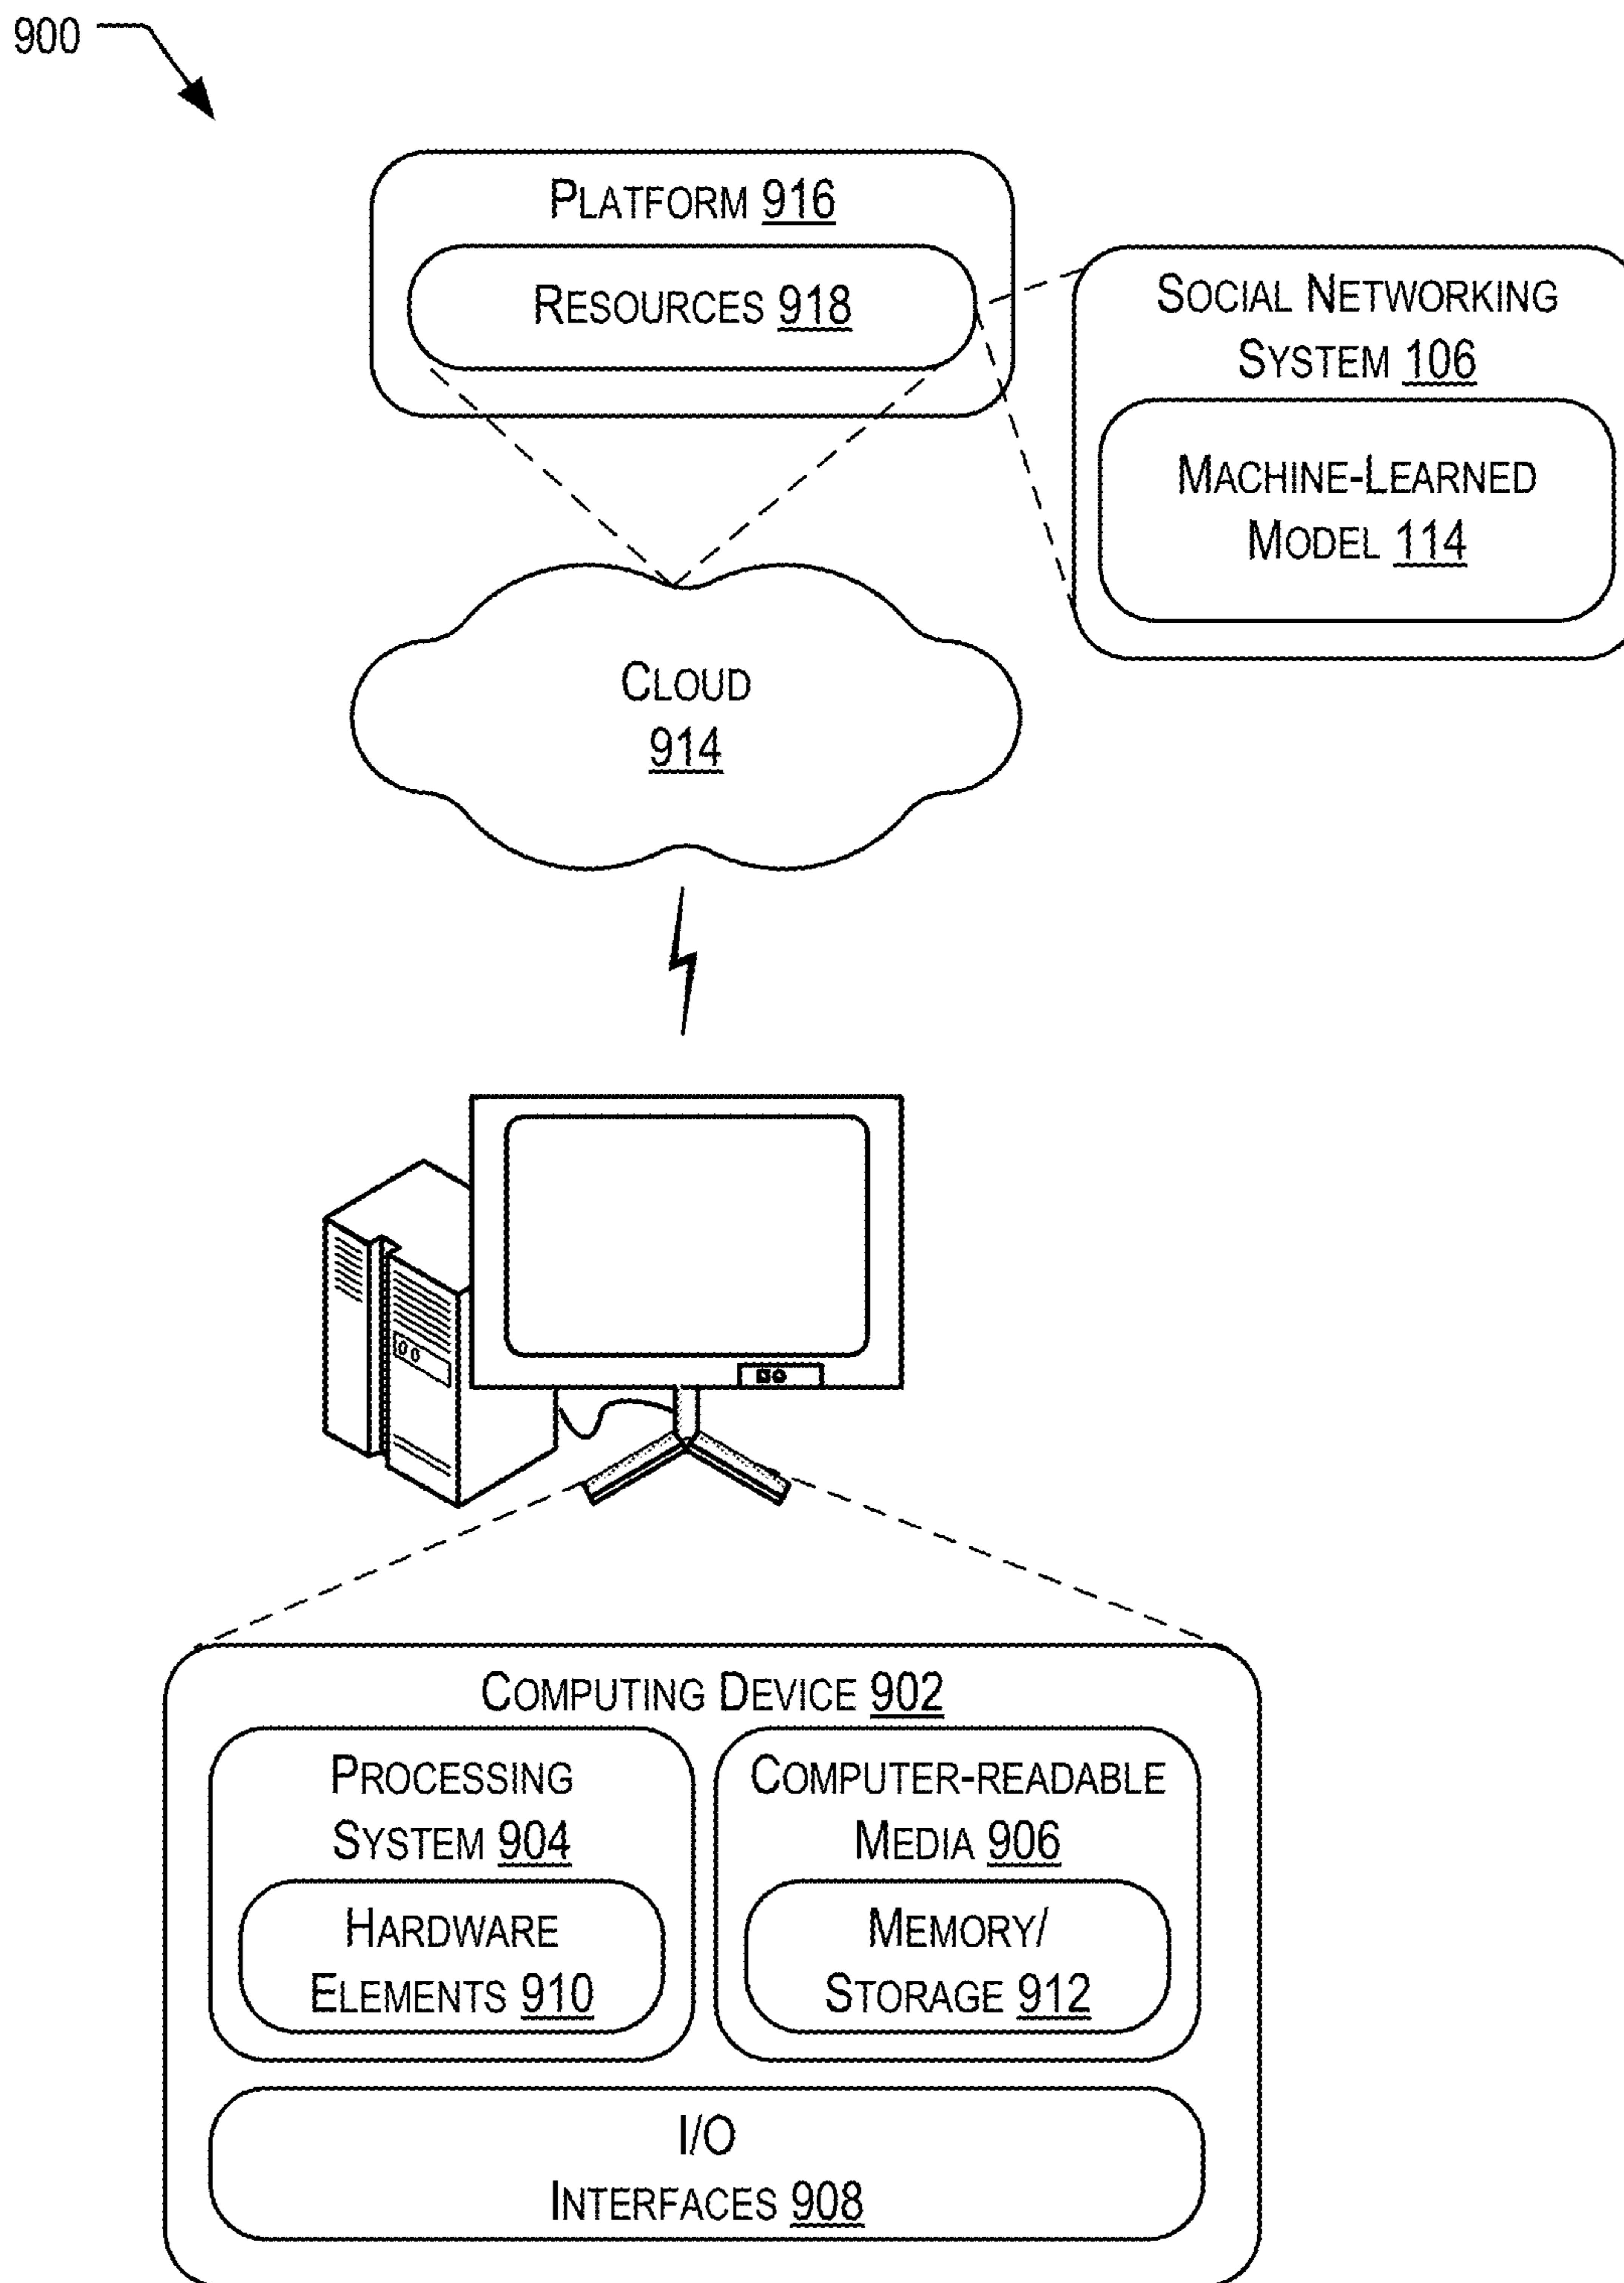 900
PLATFORM 916
RESOURCES 918
SOCIAL NETWORKING
SYSTEM 106
MACHINE-LEARNED
MODEL 114
CLOUD
914
COMPUTING DEVICE 902
PROCESSING
SYSTEM 904
HARDWARE
ELEMENTS 910
COMPUTER-READABLE
MEDIA 906
MEMORY/
STORAGE 912
I/O
INTERFACES 908